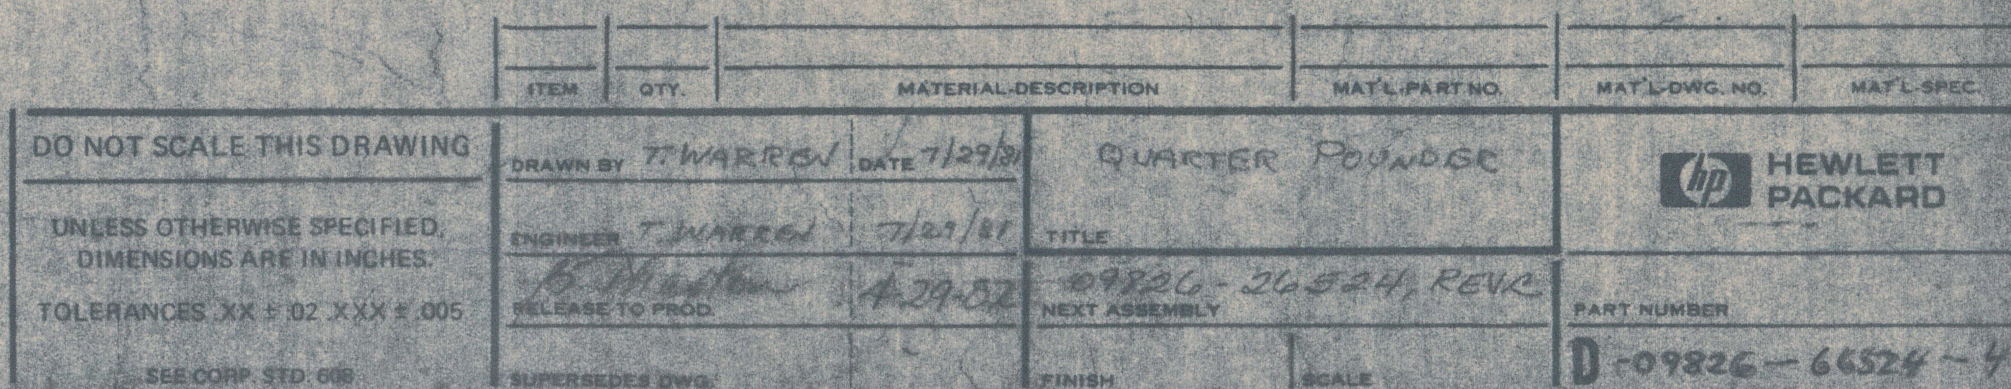 ITEM QTY. MATERIAL-DESCRIPTION MAT'L-PART NO. MAT'L-DWG. NO. MAT'L-SPEC.
DO NOT SCALE THIS DRAWING
UNLESS OTHERWISE SPECIFIED,
DIMENSIONS ARE IN INCHES.
TOLERANCES .XX ± .02 .XXX ± .005
SEE CORP. STD. 608
DRAWN BY T. WARREN DATE 7/29/81
ENGINEER T. WARREN 7/29/81
4-29-82
RELEASE TO PROD.
SUPERSEDES DWG.
QUARTER POUNDER
TITLE
09826-26524, REV C
NEXT ASSEMBLY
FINISH SCALE
hp HEWLETT
PACKARD
PART NUMBER
D-09826-66524-4